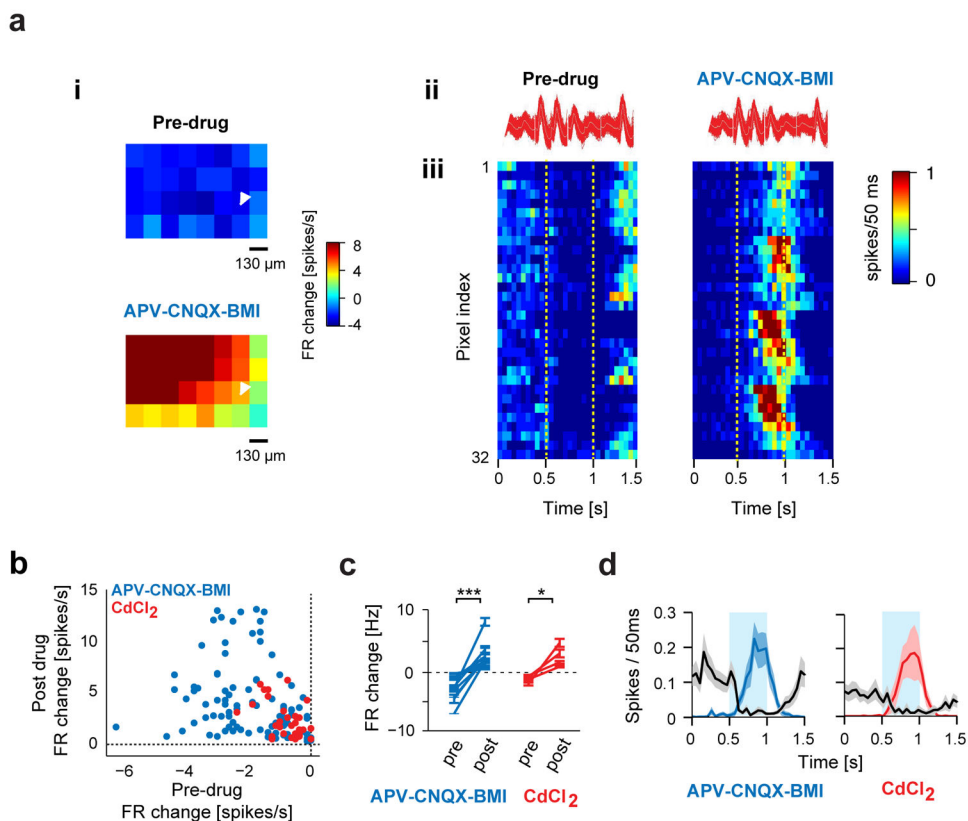 a
i
Pre-drug
130 µm
FR change [spikes/s]
8
4
0
−4
APV-CNQX-BMI
130 µm
ii
Pre-drug
APV-CNQX-BMI
iii
1
Pixel index
32
0
0.5
1
1.5
Time [s]
0
0.5
1
1.5
Time [s]
spikes/50 ms
1
0
b
APV-CNQX-BMI
CdCl2
Post drug
FR change [spikes/s]
15
10
5
0
−6
−4
−2
0
Pre-drug
FR change [spikes/s]
c
***
*
FR change [Hz]
10
0
−10
pre
post
pre
post
APV-CNQX-BMI
CdCl2
d
Spikes / 50ms
0.3
0.2
0.1
0
0
0.5
1
1.5
0
0.5
1
1.5
Time [s]
APV-CNQX-BMI
CdCl2